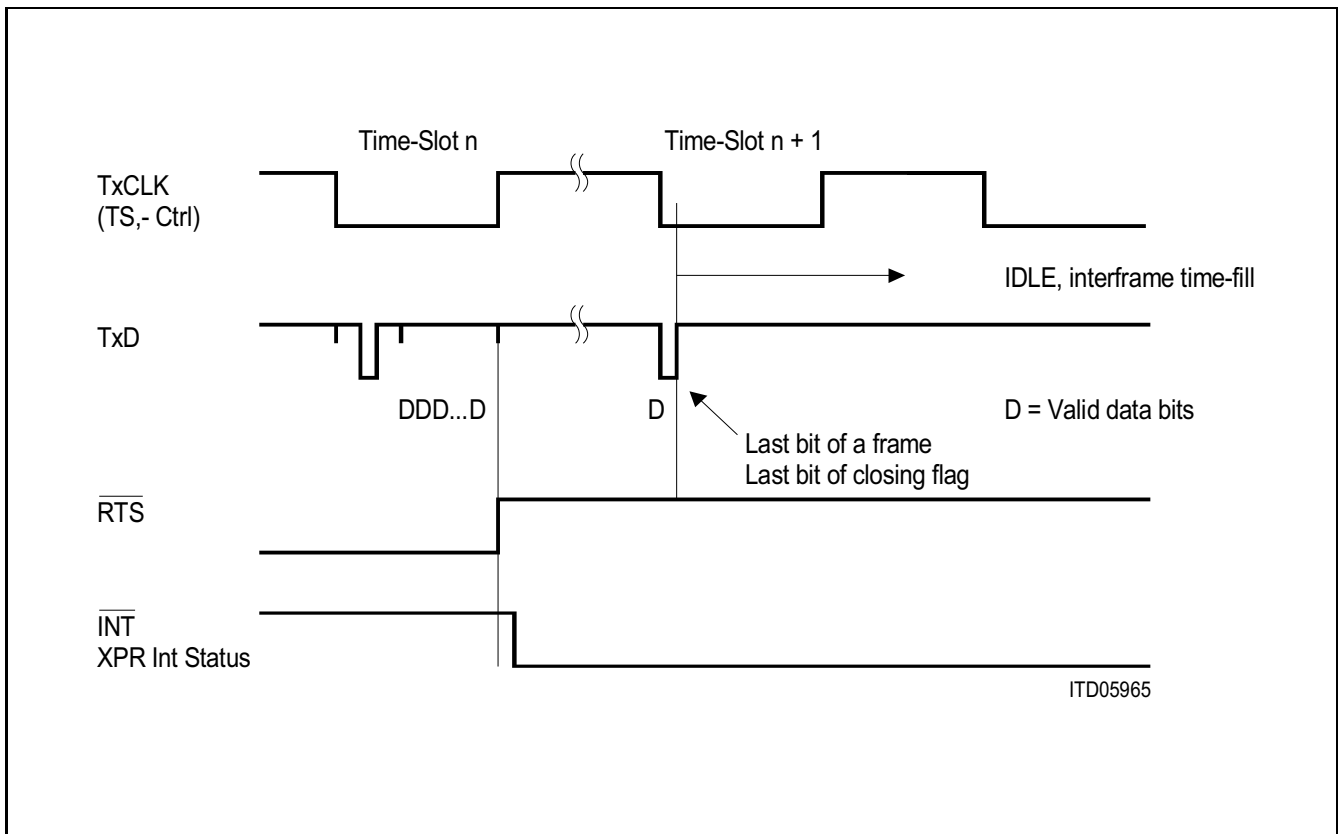 Time-Slot n
Time-Slot n + 1
TxCLK
(TS,- Ctrl)
IDLE, interframe time-fill
TxD
DDD...D
D
D = Valid data bits
Last bit of a frame
Last bit of closing flag
RTS
INT
XPR Int Status
ITD05965